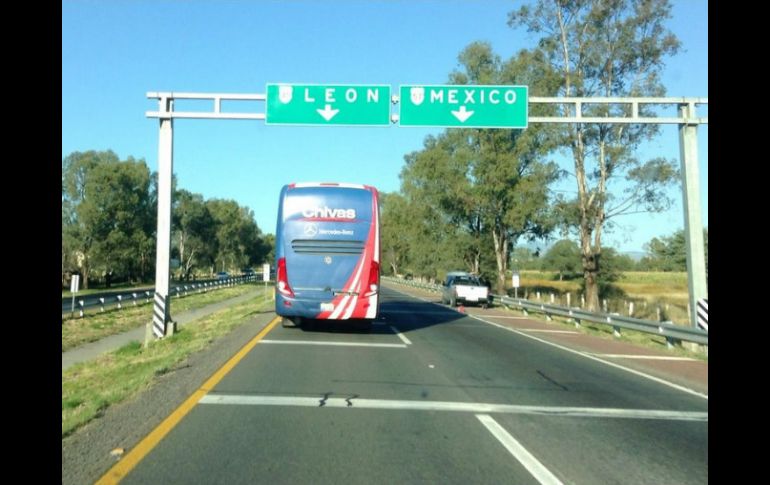 LEON
MEXICO
Chivas
Mercedes-Benz